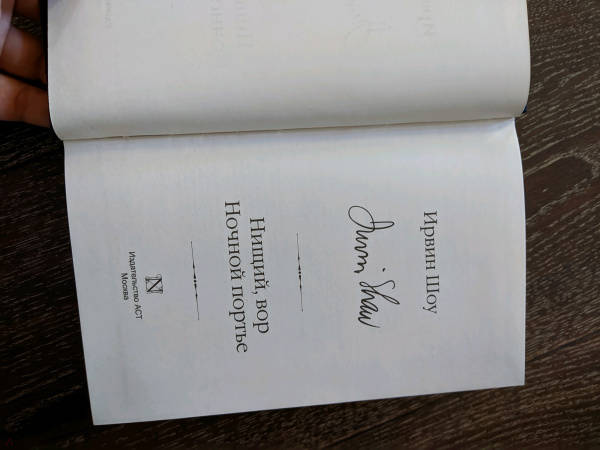 Ирвин Шоу
Irwin Shaw
Нищий, вор
Ночной портье
N
Издательство АСТ
Москва